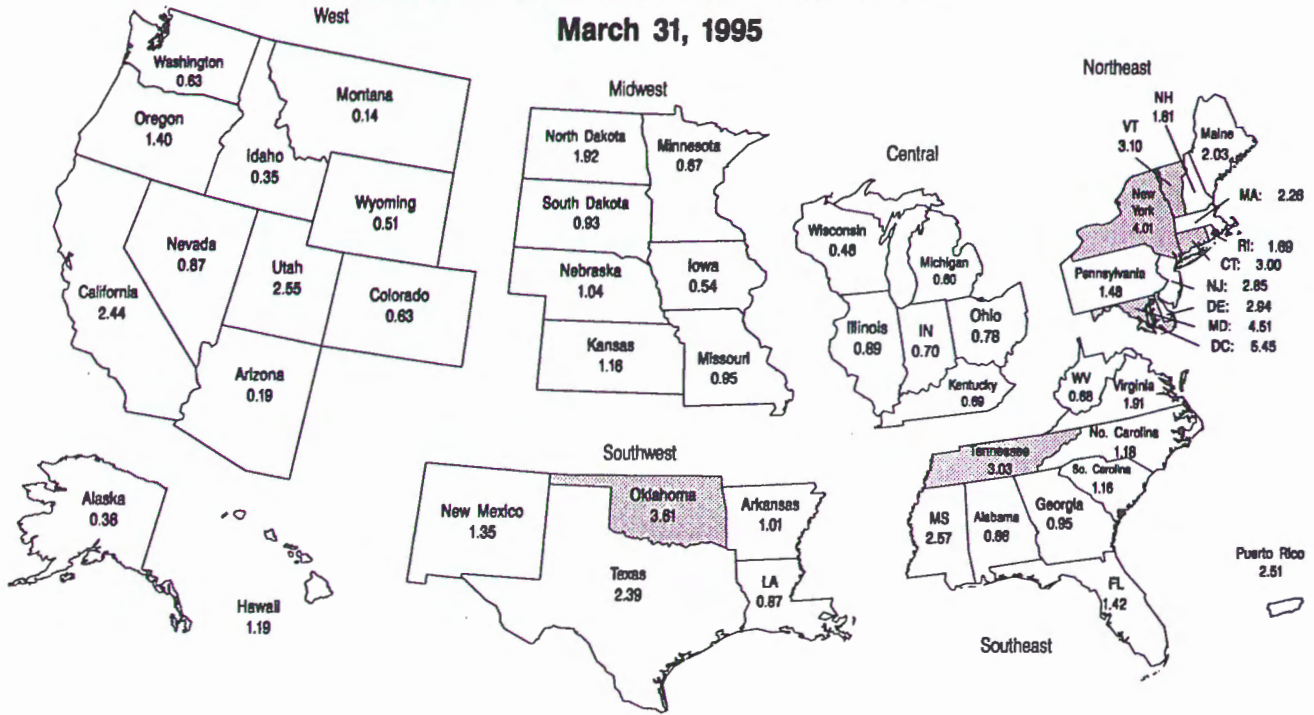 West
March 31, 1995
Washington
0.63
Oregon
1.40
Idaho
0.35
Montana
0.14
Wyoming
0.51
Nevada
0.87
Utah
2.55
Colorado
0.63
California
2.44
Arizona
0.19
Alaska
0.38
Hawaii
1.19
Midwest
North Dakota
1.92
Minnesota
0.67
South Dakota
0.93
Nebraska
1.04
Iowa
0.54
Kansas
1.16
Missouri
0.95
Central
Wisconsin
0.48
Michigan
0.60
Illinois
0.89
IN
0.70
Ohio
0.78
Kentucky
0.69
Northeast
NH
1.81
VT
3.10
Maine
2.03
New
York
4.01
MA: 2.26
RI: 1.69
CT: 3.00
Pennsylvania
1.48
NJ: 2.85
DE: 2.94
MD: 4.51
DC: 5.45
Southwest
New Mexico
1.35
Oklahoma
3.61
Arkansas
1.01
Texas
2.39
LA
0.87
WV
0.68
Virginia
1.91
Tennessee
3.03
No. Carolina
1.18
So. Carolina
1.16
MS
2.57
Alabama
0.86
Georgia
0.95
FL
1.42
Southeast
Puerto Rico
2.51